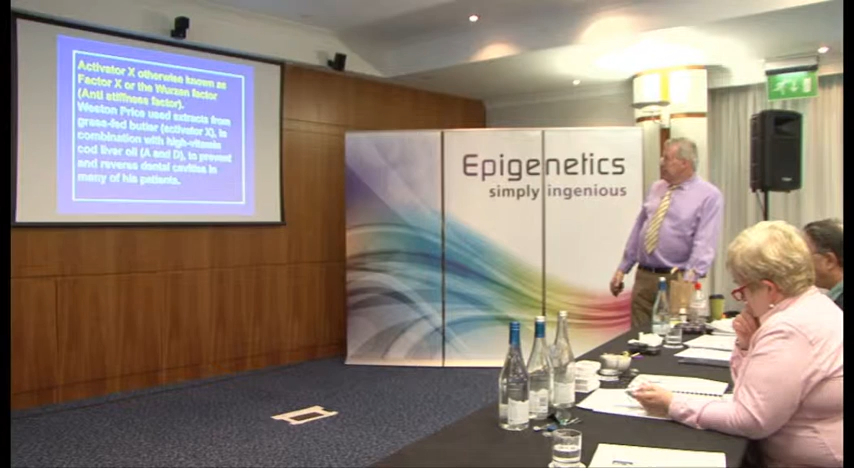 Activator X otherwise known as
Factor X or the Wurzen factor
(Anti stiffness factor).
Weston Price used extracts from
grass-fed butter (activator X), in
combination with high-vitamin
cod liver oil (A and D), to prevent
and reverse dental cavities in
many of his patients.
Epigenetics
simply ingenious